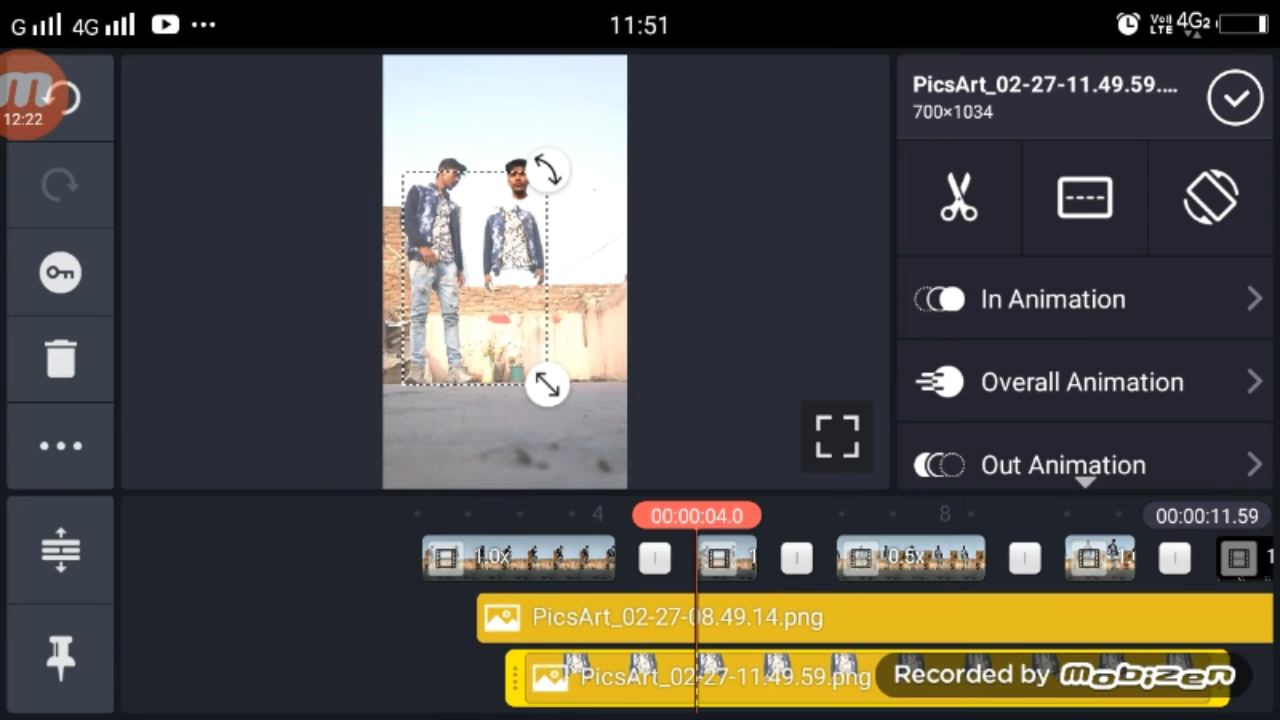 G 4G 11:51 VoLTE 4G2
12:22
PicsArt_02-27-11.49.59....
700×1034
In Animation
Overall Animation
Out Animation
4 00:00:04.0 8 00:00:11.59
1.0x 0.5x
PicsArt_02-27-08.49.14.png
PicsArt_02-27-11.49.59.png
Recorded by mobizen